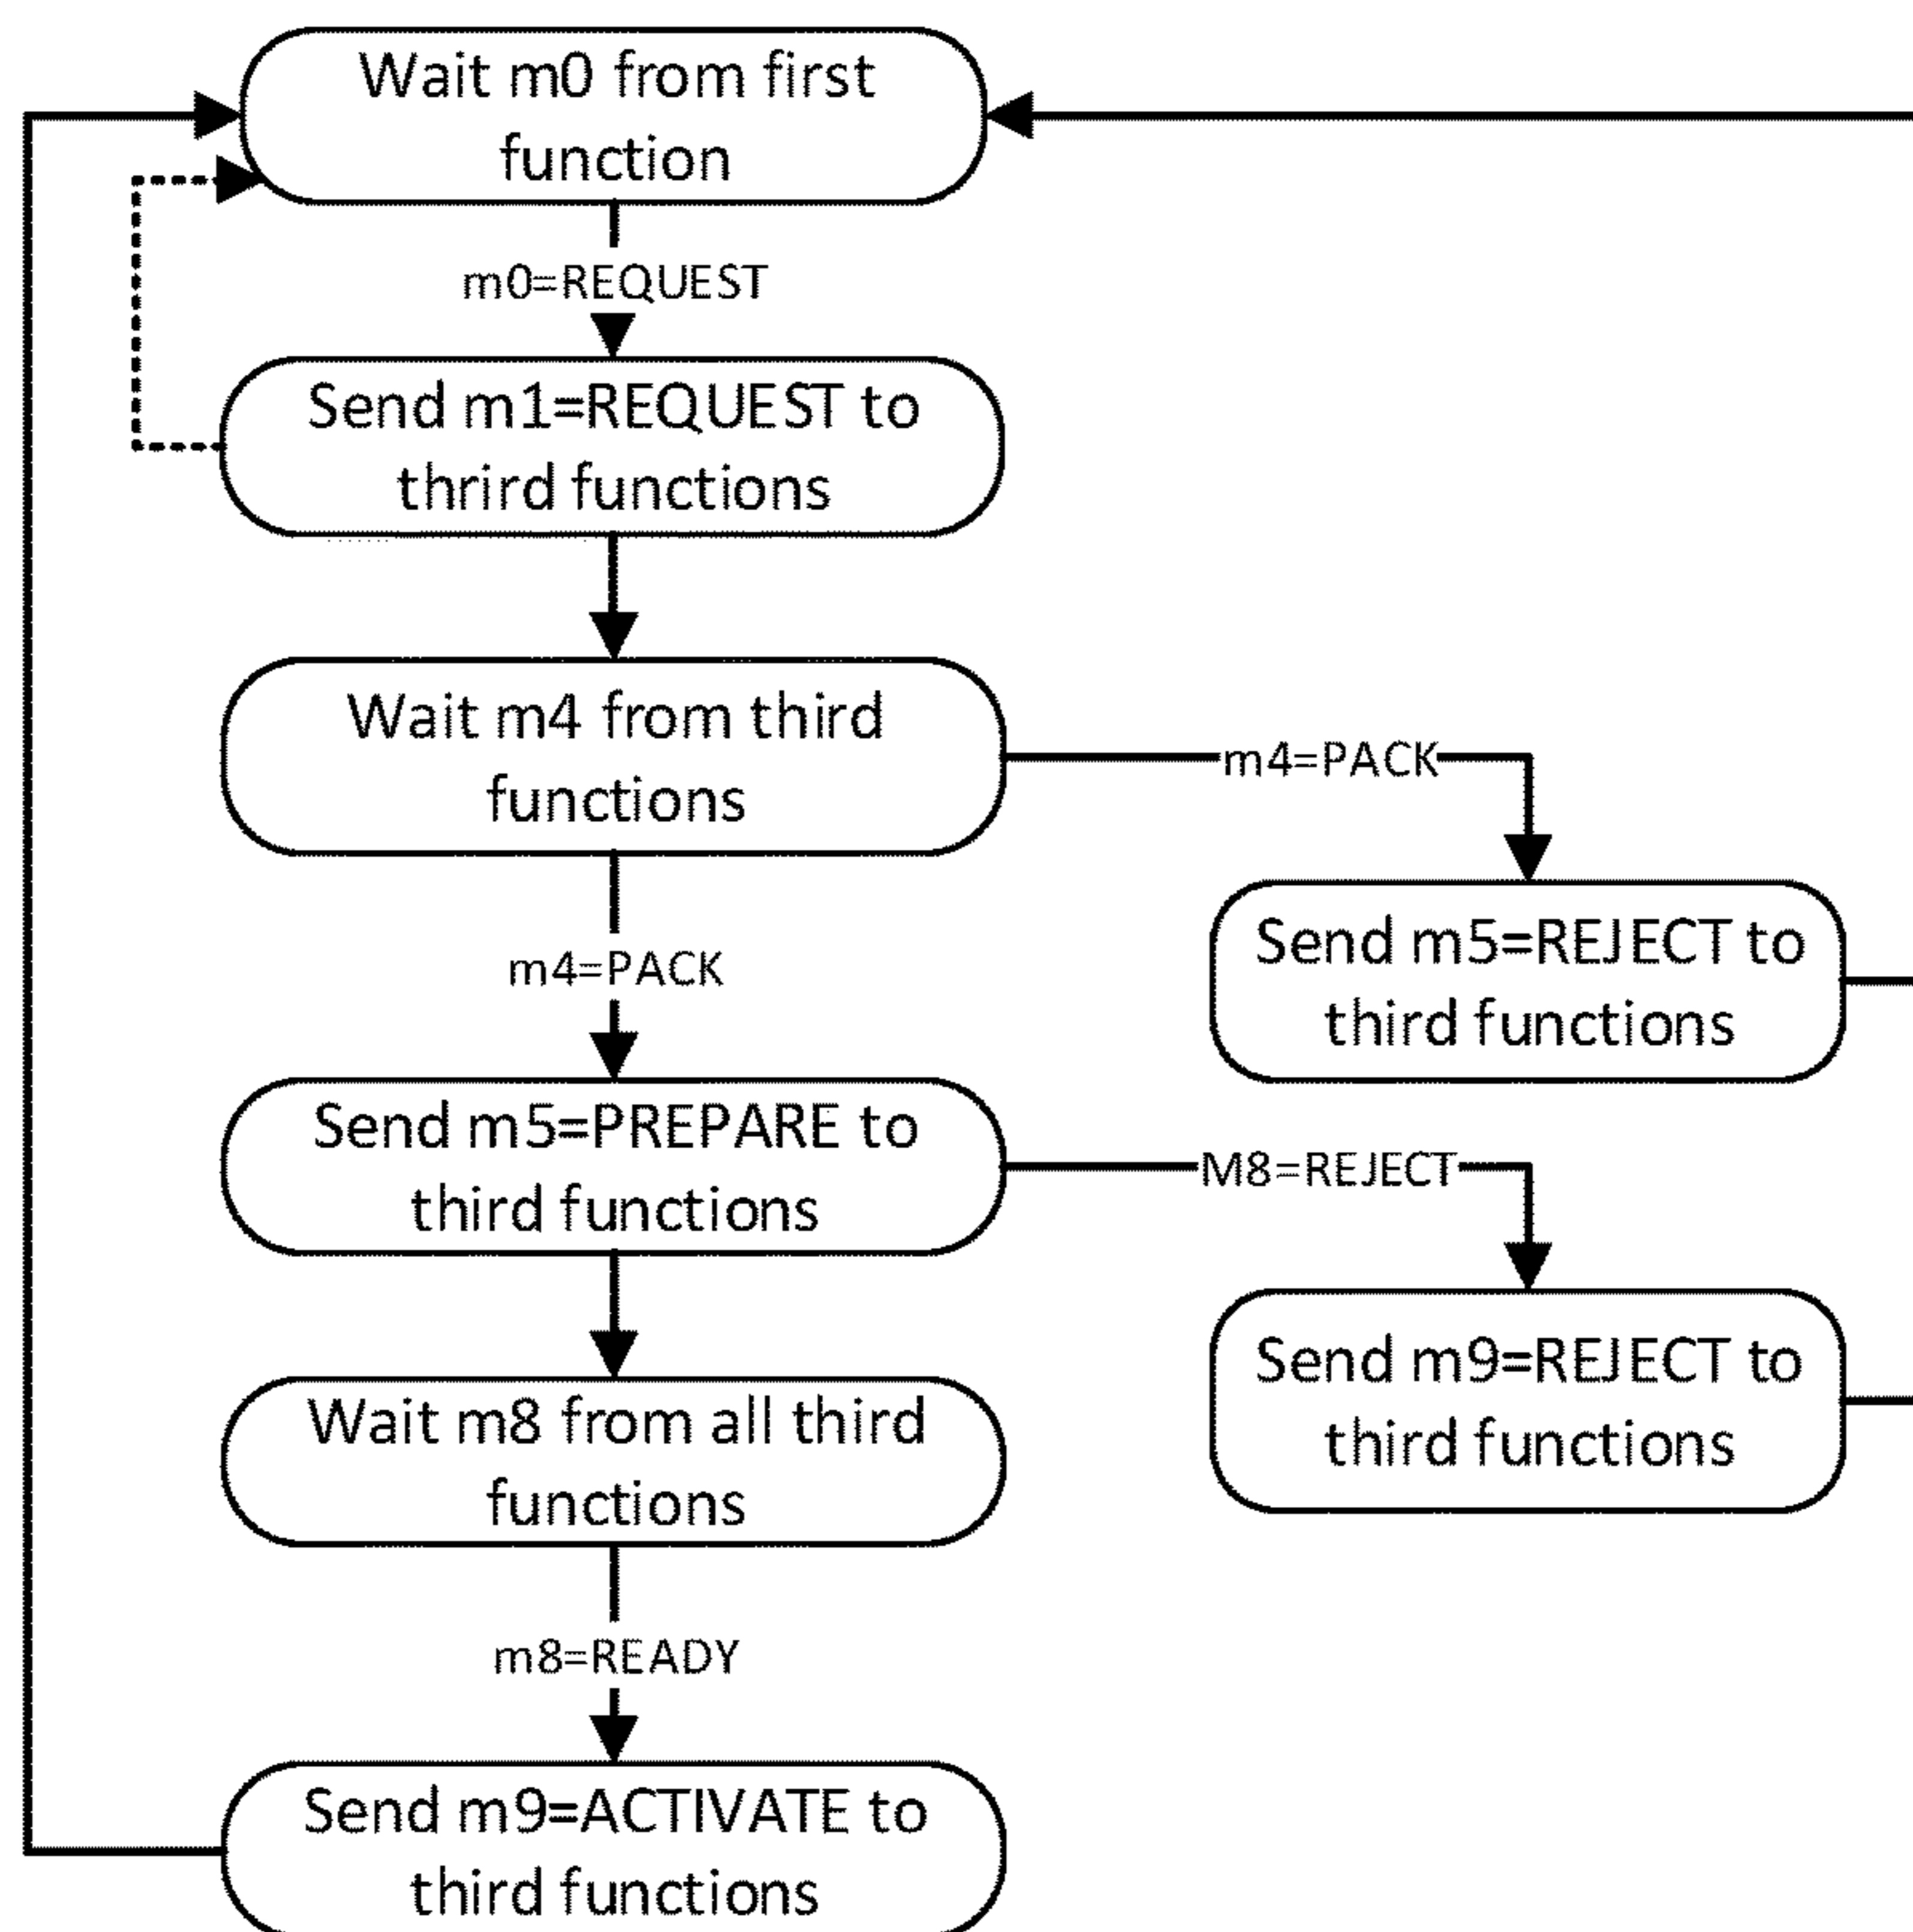 Wait m0 from first
function
m0=REQUEST
Send m1=REQUEST to
thrird functions
Wait m4 from third
functions
m4=PACK
Send m5=REJECT to
third functions
m4=PACK
Send m5=PREPARE to
third functions
M8=REJECT
Send m9=REJECT to
third functions
Wait m8 from all third
functions
m8=READY
Send m9=ACTIVATE to
third functions